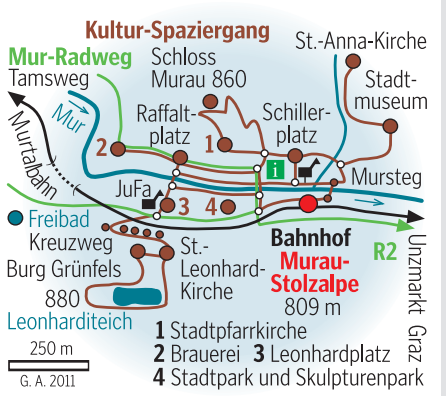 Kultur-Spaziergang
St.-Anna-Kirche
Mur-Radweg
Tamsweg
Schloss
Murau 860
Stadt-
museum
Mur
Raffalt-
platz
Schiller-
platz
Murtalbahn
2
1
i
Mursteg
JuFa
3
4
Freibad
Kreuzweg
Burg Grünfels
880
Leonharditeich
St.-
Leonhard-
Kirche
Bahnhof
Murau-
Stolzalpe
809 m
R2
Unzmarkt Graz
250 m
G. A. 2011
1 Stadtpfarrkirche
2 Brauerei 3 Leonhardplatz
4 Stadtpark und Skulpturenpark